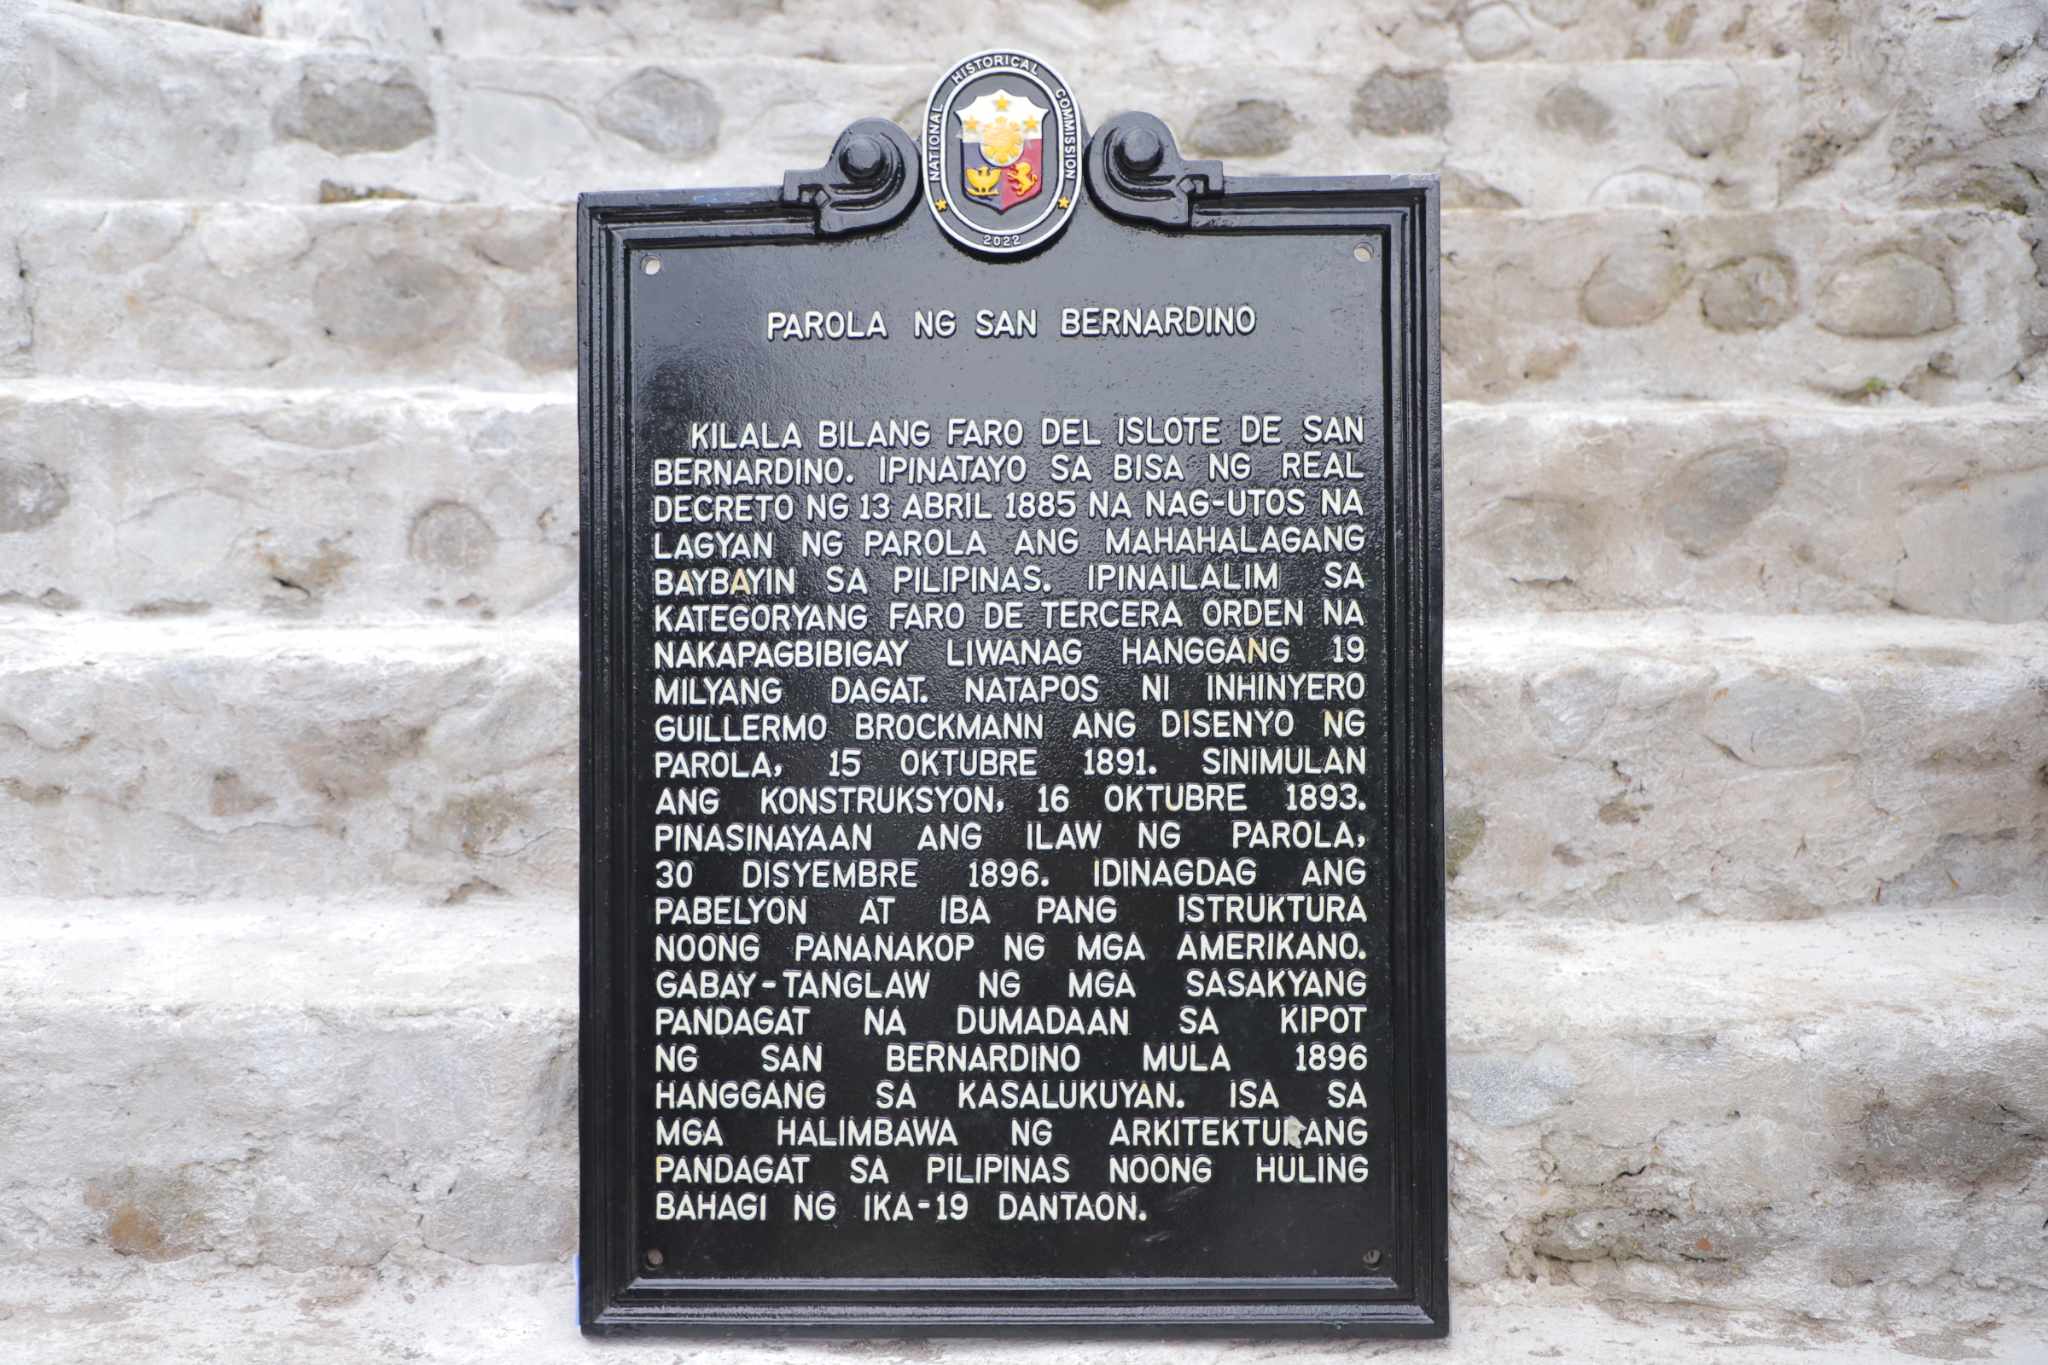 NATIONAL HISTORICAL COMMISSION
2022
PAROLA NG SAN BERNARDINO
KILALA BILANG FARO DEL ISLOTE DE SAN
BERNARDINO. IPINATAYO SA BISA NG REAL
DECRETO NG 13 ABRIL 1885 NA NAG-UTOS NA
LAGYAN NG PAROLA ANG MAHAHALAGANG
BAYBAYIN SA PILIPINAS. IPINAILALIM SA
KATEGORYANG FARO DE TERCERA ORDEN NA
NAKAPAGBIBIGAY LIWANAG HANGGANG 19
MILYANG DAGAT. NATAPOS NI INHINYERO
GUILLERMO BROCKMANN ANG DISENYO NG
PAROLA, 15 OKTUBRE 1891. SINIMULAN
ANG KONSTRUKSYON, 16 OKTUBRE 1893.
PINASINAYAAN ANG ILAW NG PAROLA,
30 DISYEMBRE 1896. IDINAGDAG ANG
PABELYON AT IBA PANG ISTRUKTURA
NOONG PANANAKOP NG MGA AMERIKANO.
GABAY-TANGLAW NG MGA SASAKYANG
PANDAGAT NA DUMADAAN SA KIPOT
NG SAN BERNARDINO MULA 1896
HANGGANG SA KASALUKUYAN. ISA SA
MGA HALIMBAWA NG ARKITEKTURANG
PANDAGAT SA PILIPINAS NOONG HULING
BAHAGI NG IKA-19 DANTAON.